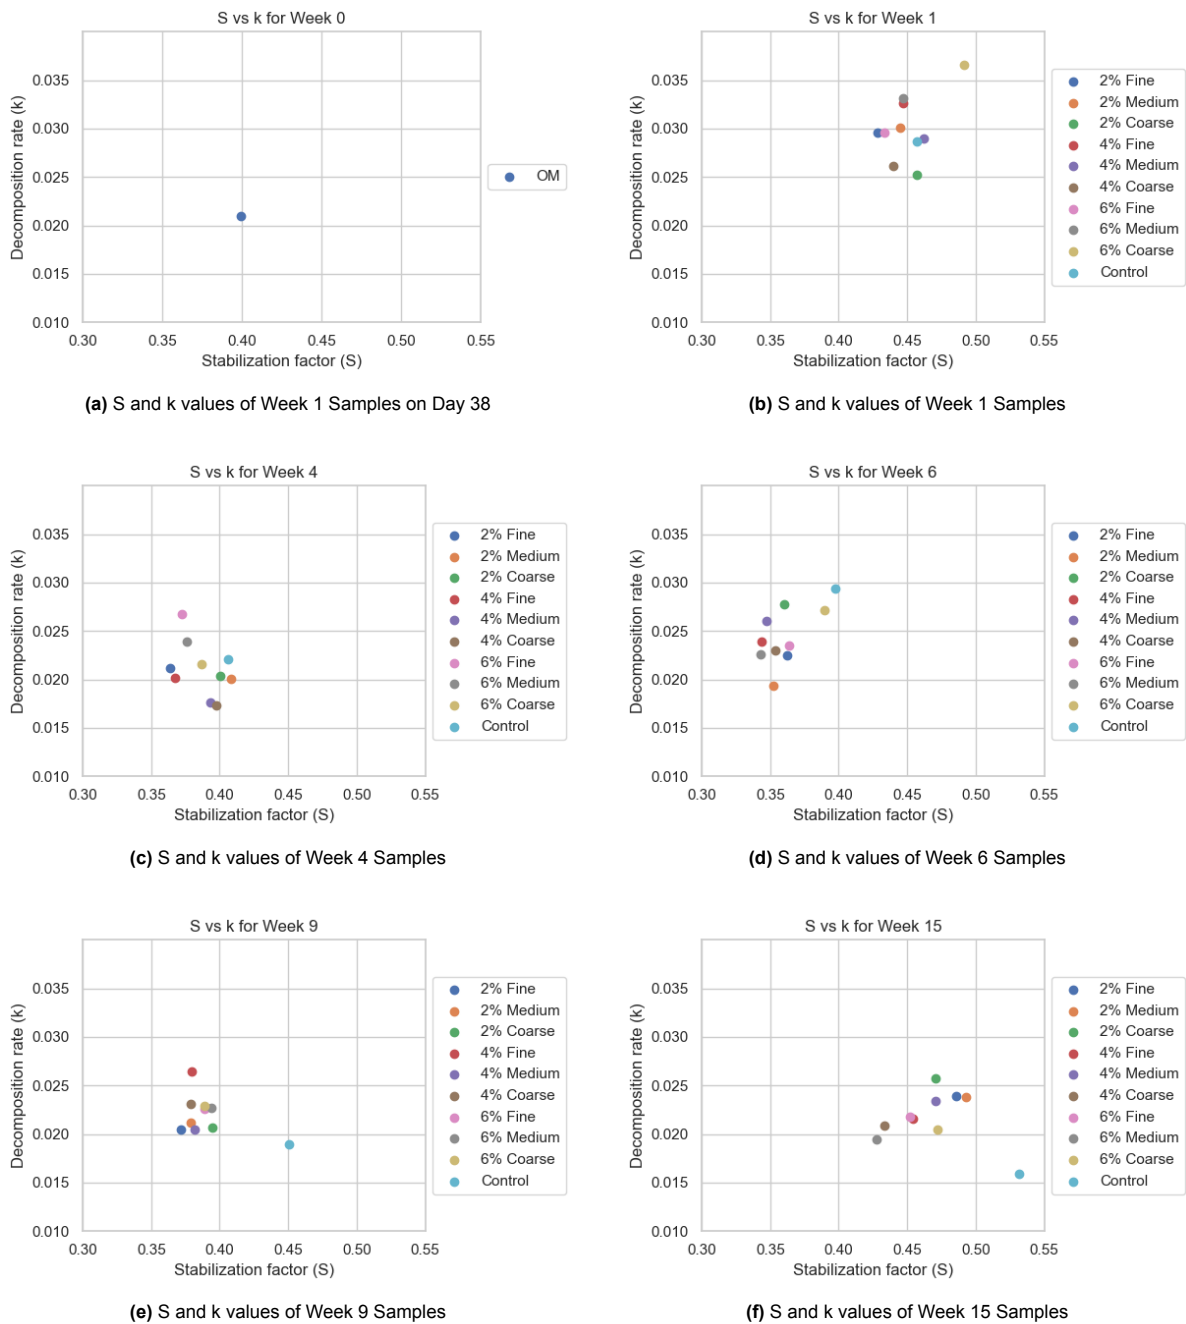 S vs k for Week 0
0.035
0.030
0.025
0.020
0.015
0.010
Decomposition rate (k)
0.30 0.35 0.40 0.45 0.50 0.55
Stabilization factor (S)
OM
(a) S and k values of Week 1 Samples on Day 38
S vs k for Week 1
0.035
0.030
0.025
0.020
0.015
0.010
Decomposition rate (k)
0.30 0.35 0.40 0.45 0.50 0.55
Stabilization factor (S)
2% Fine
2% Medium
2% Coarse
4% Fine
4% Medium
4% Coarse
6% Fine
6% Medium
6% Coarse
Control
(b) S and k values of Week 1 Samples
S vs k for Week 4
0.035
0.030
0.025
0.020
0.015
0.010
Decomposition rate (k)
0.30 0.35 0.40 0.45 0.50 0.55
Stabilization factor (S)
2% Fine
2% Medium
2% Coarse
4% Fine
4% Medium
4% Coarse
6% Fine
6% Medium
6% Coarse
Control
(c) S and k values of Week 4 Samples
S vs k for Week 6
0.035
0.030
0.025
0.020
0.015
0.010
Decomposition rate (k)
0.30 0.35 0.40 0.45 0.50 0.55
Stabilization factor (S)
2% Fine
2% Medium
2% Coarse
4% Fine
4% Medium
4% Coarse
6% Fine
6% Medium
6% Coarse
Control
(d) S and k values of Week 6 Samples
S vs k for Week 9
0.035
0.030
0.025
0.020
0.015
0.010
Decomposition rate (k)
0.30 0.35 0.40 0.45 0.50 0.55
Stabilization factor (S)
2% Fine
2% Medium
2% Coarse
4% Fine
4% Medium
4% Coarse
6% Fine
6% Medium
6% Coarse
Control
(e) S and k values of Week 9 Samples
S vs k for Week 15
0.035
0.030
0.025
0.020
0.015
0.010
Decomposition rate (k)
0.30 0.35 0.40 0.45 0.50 0.55
Stabilization factor (S)
2% Fine
2% Medium
2% Coarse
4% Fine
4% Medium
4% Coarse
6% Fine
6% Medium
6% Coarse
Control
(f) S and k values of Week 15 Samples